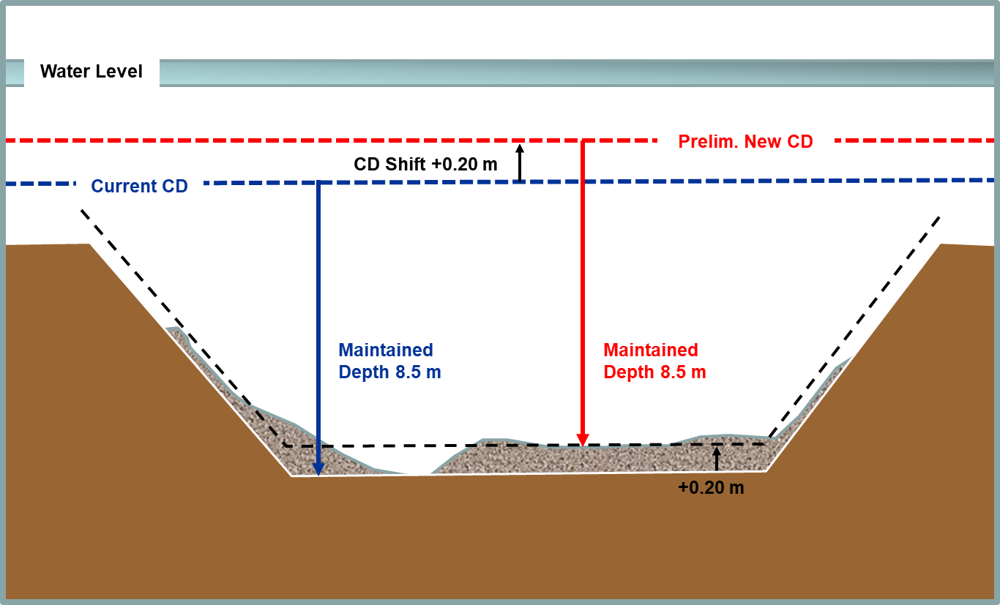 Water Level
Prelim. New CD
CD Shift +0.20 m
Current CD
Maintained
Depth 8.5 m
Maintained
Depth 8.5 m
+0.20 m